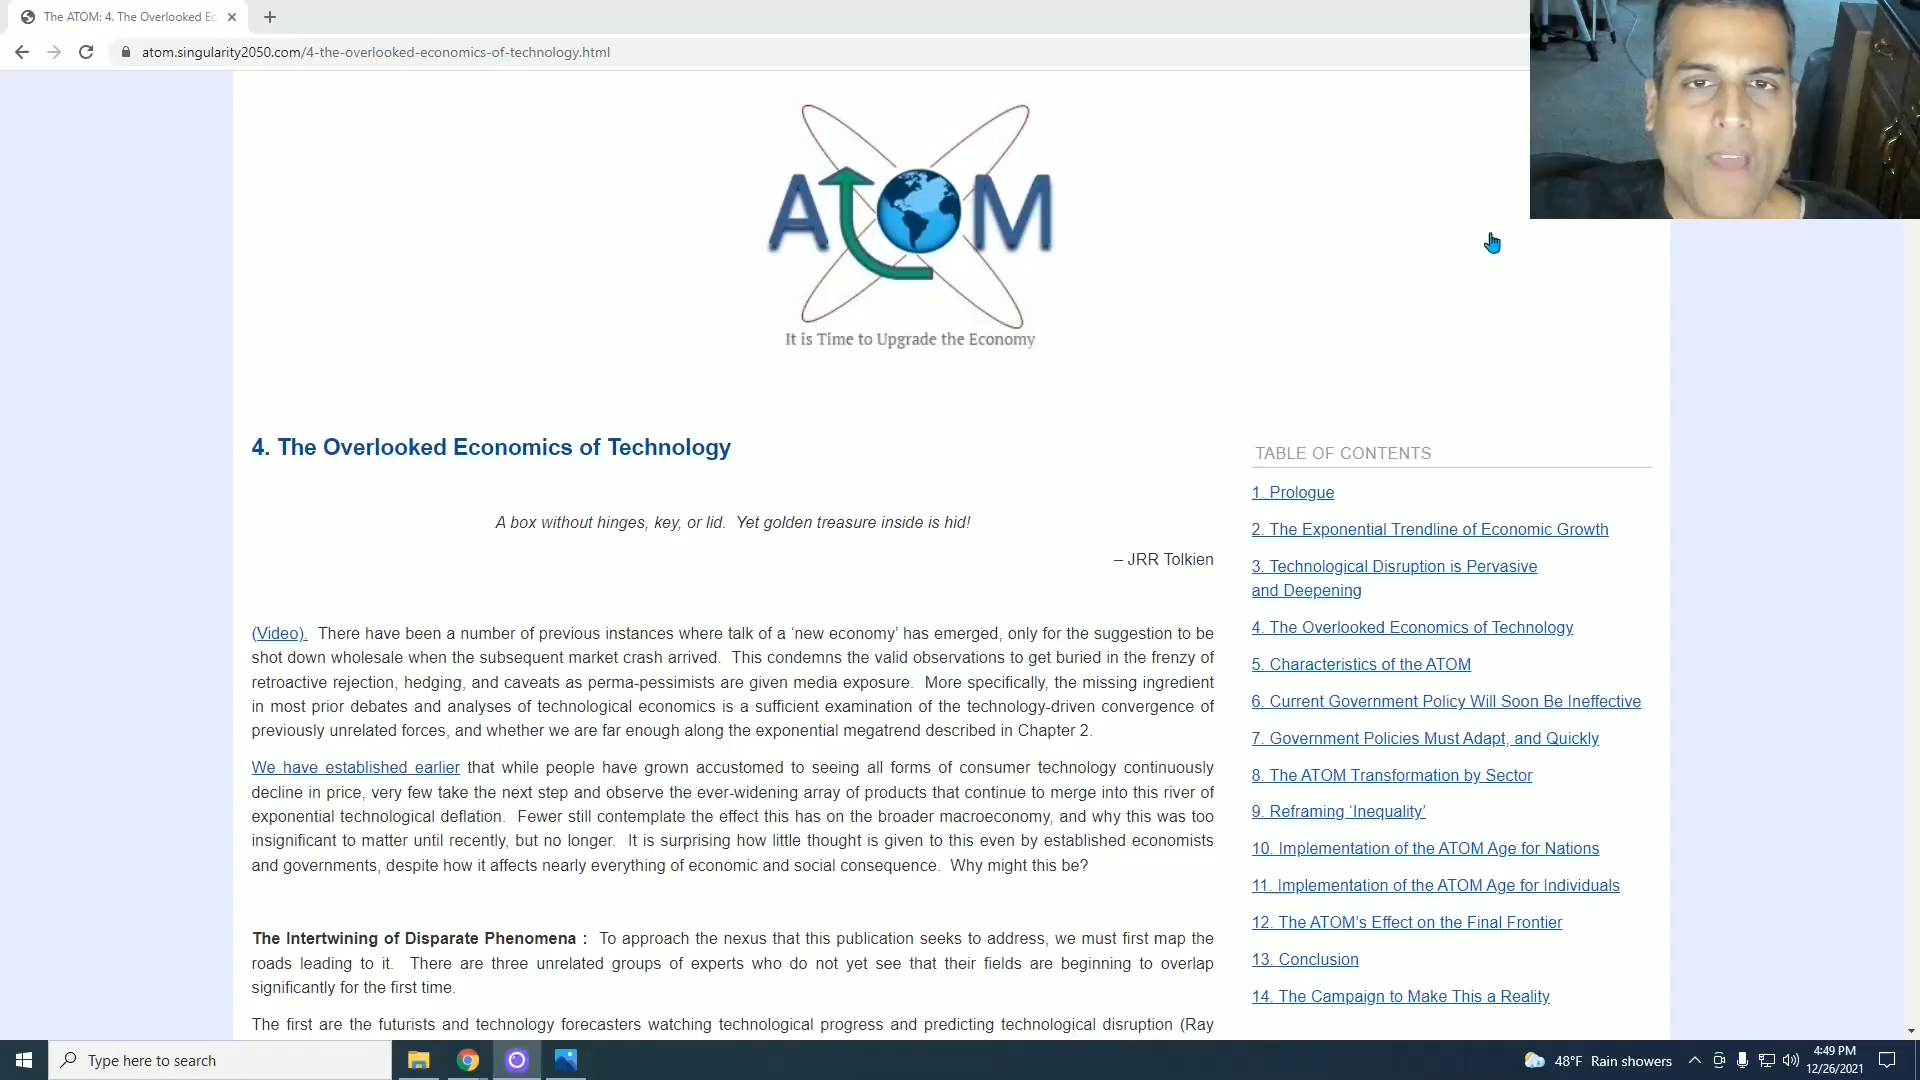 The ATOM: 4. The Overlooked Ec
atom.singularity2050.com/4-the-overlooked-economics-of-technology.html
ATOM
It is Time to Upgrade the Economy
4. The Overlooked Economics of Technology
A box without hinges, key, or lid.  Yet golden treasure inside is hid!
– JRR Tolkien
(Video).  There have been a number of previous instances where talk of a ‘new economy’ has emerged, only for the suggestion to be
shot down wholesale when the subsequent market crash arrived.  This condemns the valid observations to get buried in the frenzy of
retroactive rejection, hedging, and caveats as perma-pessimists are given media exposure.  More specifically, the missing ingredient
in most prior debates and analyses of technological economics is a sufficient examination of the technology-driven convergence of
previously unrelated forces, and whether we are far enough along the exponential megatrend described in Chapter 2.
We have established earlier that while people have grown accustomed to seeing all forms of consumer technology continuously
decline in price, very few take the next step and observe the ever-widening array of products that continue to merge into this river of
exponential technological deflation.  Fewer still contemplate the effect this has on the broader macroeconomy, and why this was too
insignificant to matter until recently, but no longer.  It is surprising how little thought is given to this even by established economists
and governments, despite how it affects nearly everything of economic and social consequence.  Why might this be?
The Intertwining of Disparate Phenomena :  To approach the nexus that this publication seeks to address, we must first map the
roads leading to it.  There are three unrelated groups of experts who do not yet see that their fields are beginning to overlap
significantly for the first time.
The first are the futurists and technology forecasters watching technological progress and predicting technological disruption (Ray
TABLE OF CONTENTS
1. Prologue
2. The Exponential Trendline of Economic Growth
3. Technological Disruption is Pervasive
and Deepening
4. The Overlooked Economics of Technology
5. Characteristics of the ATOM
6. Current Government Policy Will Soon Be Ineffective
7. Government Policies Must Adapt, and Quickly
8. The ATOM Transformation by Sector
9. Reframing ‘Inequality’
10. Implementation of the ATOM Age for Nations
11. Implementation of the ATOM Age for Individuals
12. The ATOM’s Effect on the Final Frontier
13. Conclusion
14. The Campaign to Make This a Reality
Type here to search
48°F  Rain showers
4:49 PM
12/26/2021